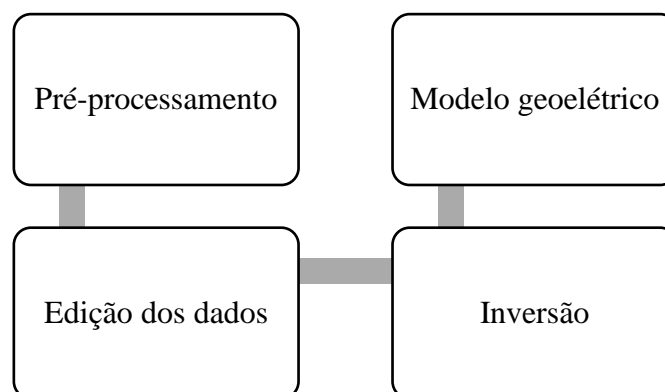 Pré-processamento
Modelo geoelétrico
Edição dos dados
Inversão